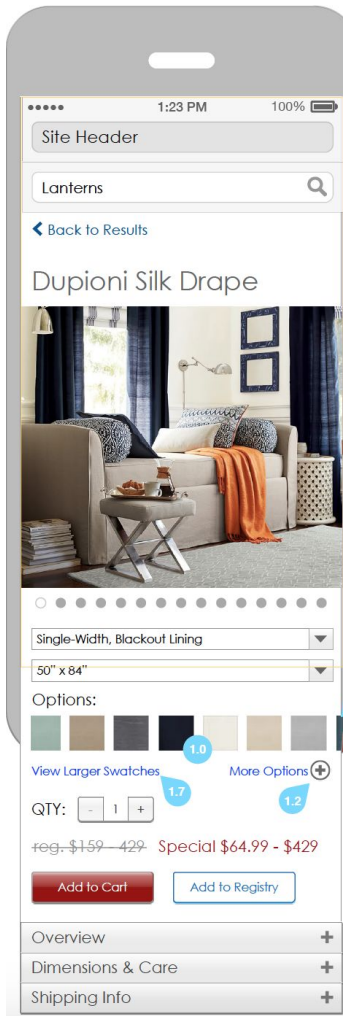 1:23 PM 100%
Site Header
Lanterns
Back to Results
Dupioni Silk Drape
Single-Width, Blackout Lining
50” x 84”
Options:
1.0
View Larger Swatches More Options
1.7 1.2
QTY: - 1 +
reg. $159 - 429 Special $64.99 - $429
Add to Cart Add to Registry
Overview +
Dimensions & Care +
Shipping Info +